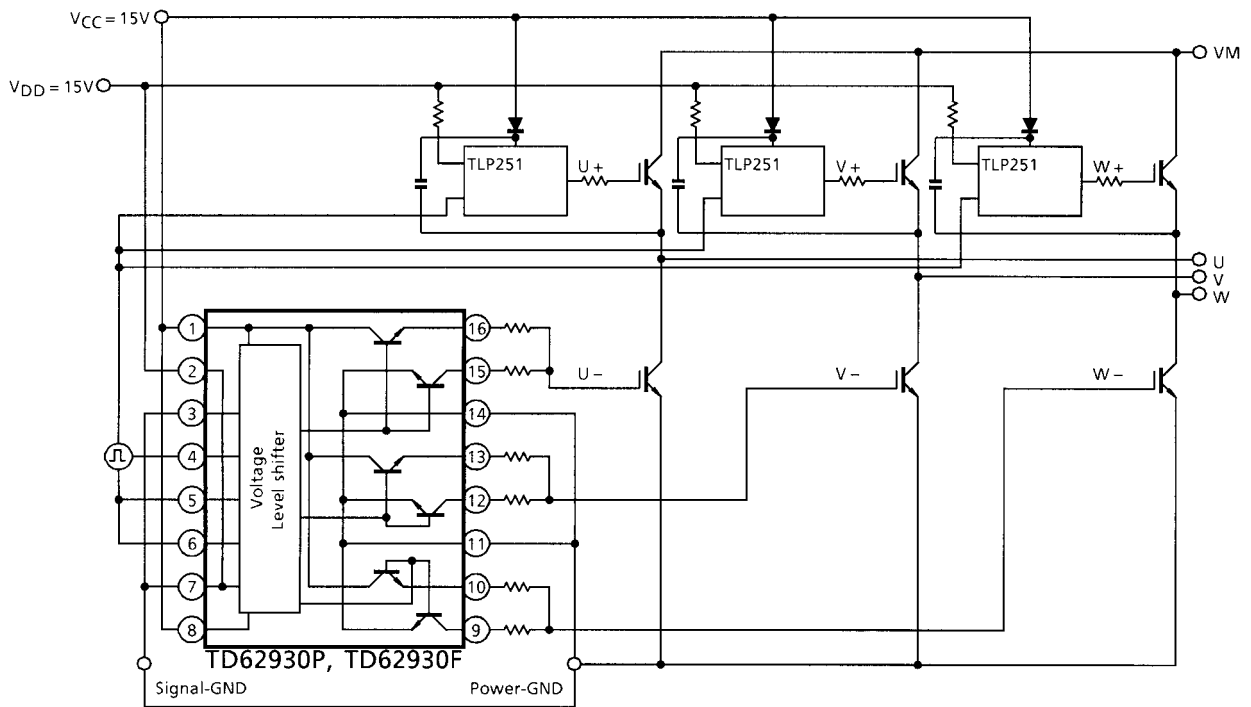 VCC = 15V
VM
VDD = 15V
TLP251
U+
TLP251
V+
TLP251
W+
U
V
W
1
16
2
15
U−
V−
W−
3
14
4
13
5
12
6
11
7
10
8
9
Voltage
Level shifter
TD62930P, TD62930F
Signal-GND
Power-GND